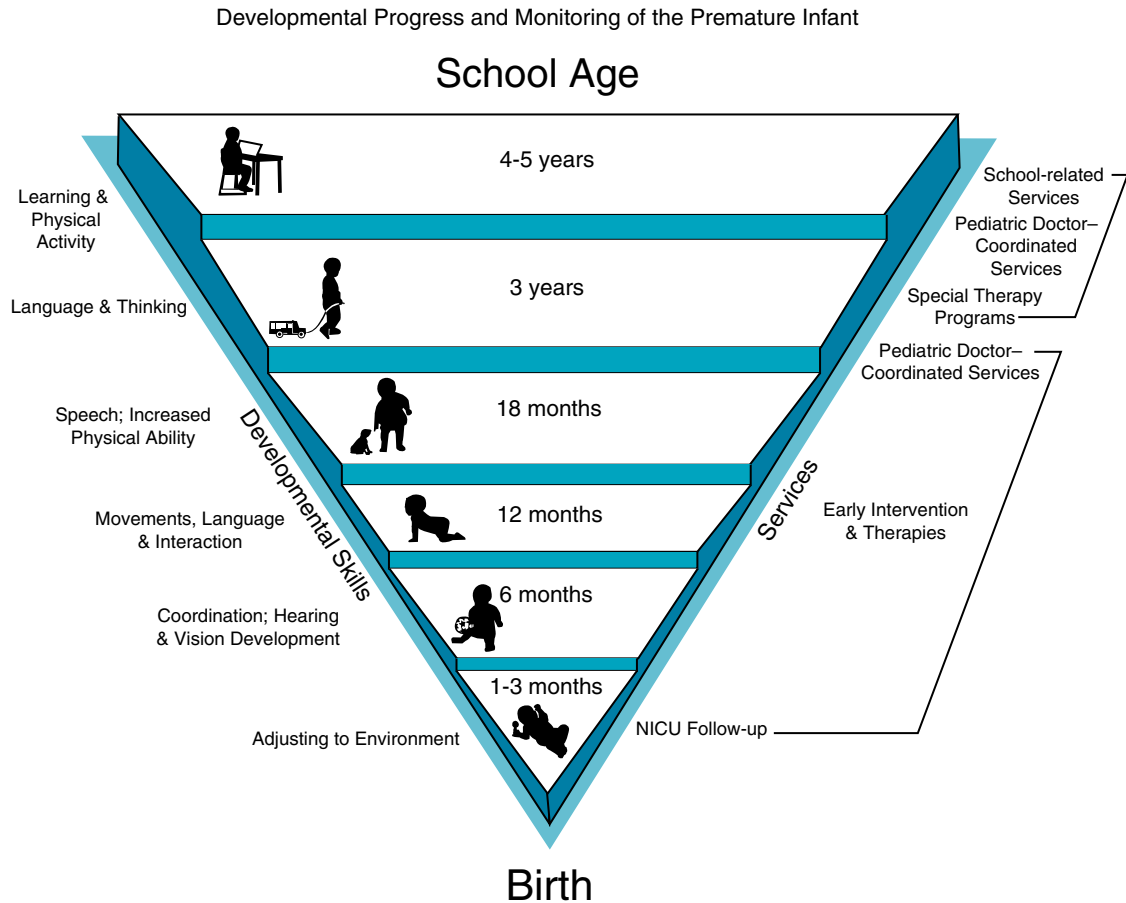 Developmental Progress and Monitoring of the Premature Infant
School Age
4-5 years
3 years
18 months
12 months
6 months
1-3 months
Birth
Developmental Skills
Learning &
Physical
Activity
Language & Thinking
Speech; Increased
Physical Ability
Movements, Language
& Interaction
Coordination; Hearing
& Vision Development
Adjusting to Environment
Services
School-related
Services
Pediatric Doctor–
Coordinated
Services
Special Therapy
Programs
Pediatric Doctor–
Coordinated Services
Early Intervention
& Therapies
NICU Follow-up